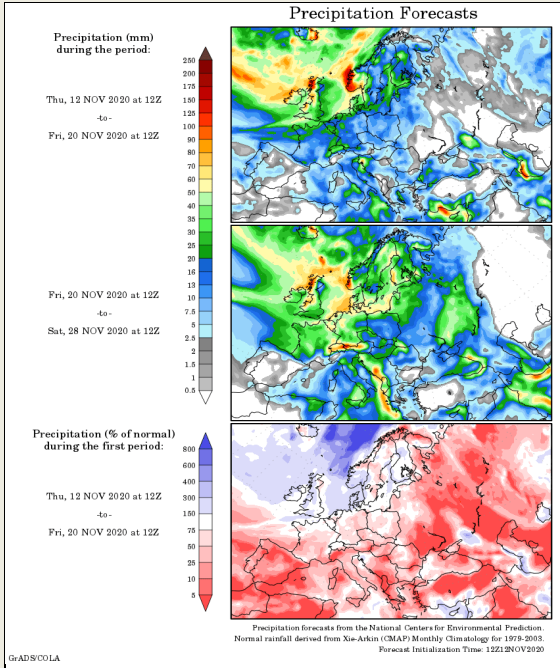 Precipitation Forecasts
Precipitation (mm)
during the period:
Thu, 12 NOV 2020 at 12Z
-to-
Fri, 20 NOV 2020 at 12Z
250
200
175
150
125
100
90
80
70
60
50
40
35
30
25
20
16
13
10
7.5
5
2.5
2
1.5
1
0.5
Fri, 20 NOV 2020 at 12Z
-to-
Sat, 28 NOV 2020 at 12Z
Precipitation (% of normal)
during the first period:
Thu, 12 NOV 2020 at 12Z
-to-
Fri, 20 NOV 2020 at 12Z
800
600
400
300
150
75
50
25
10
5
Precipitation forecasts from the National Centers for Environmental Prediction.
Normal rainfall derived from Xie-Arkin (CMAP) Monthly Climatology for 1979-2003.
Forecast Initialization Time: 12Z12NOV2020
GrADS/COLA